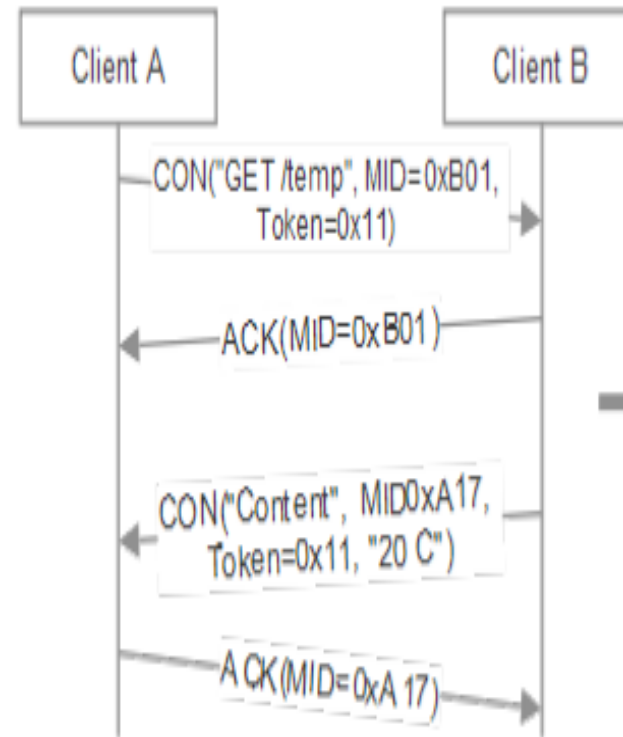 Client A
Client B
CON("GET /temp", MID=0xB01,
Token=0x11)
ACK(MID=0xB01)
CON("Content", MID0xA17,
Token=0x11, "20 C")
ACK(MID=0xA17)